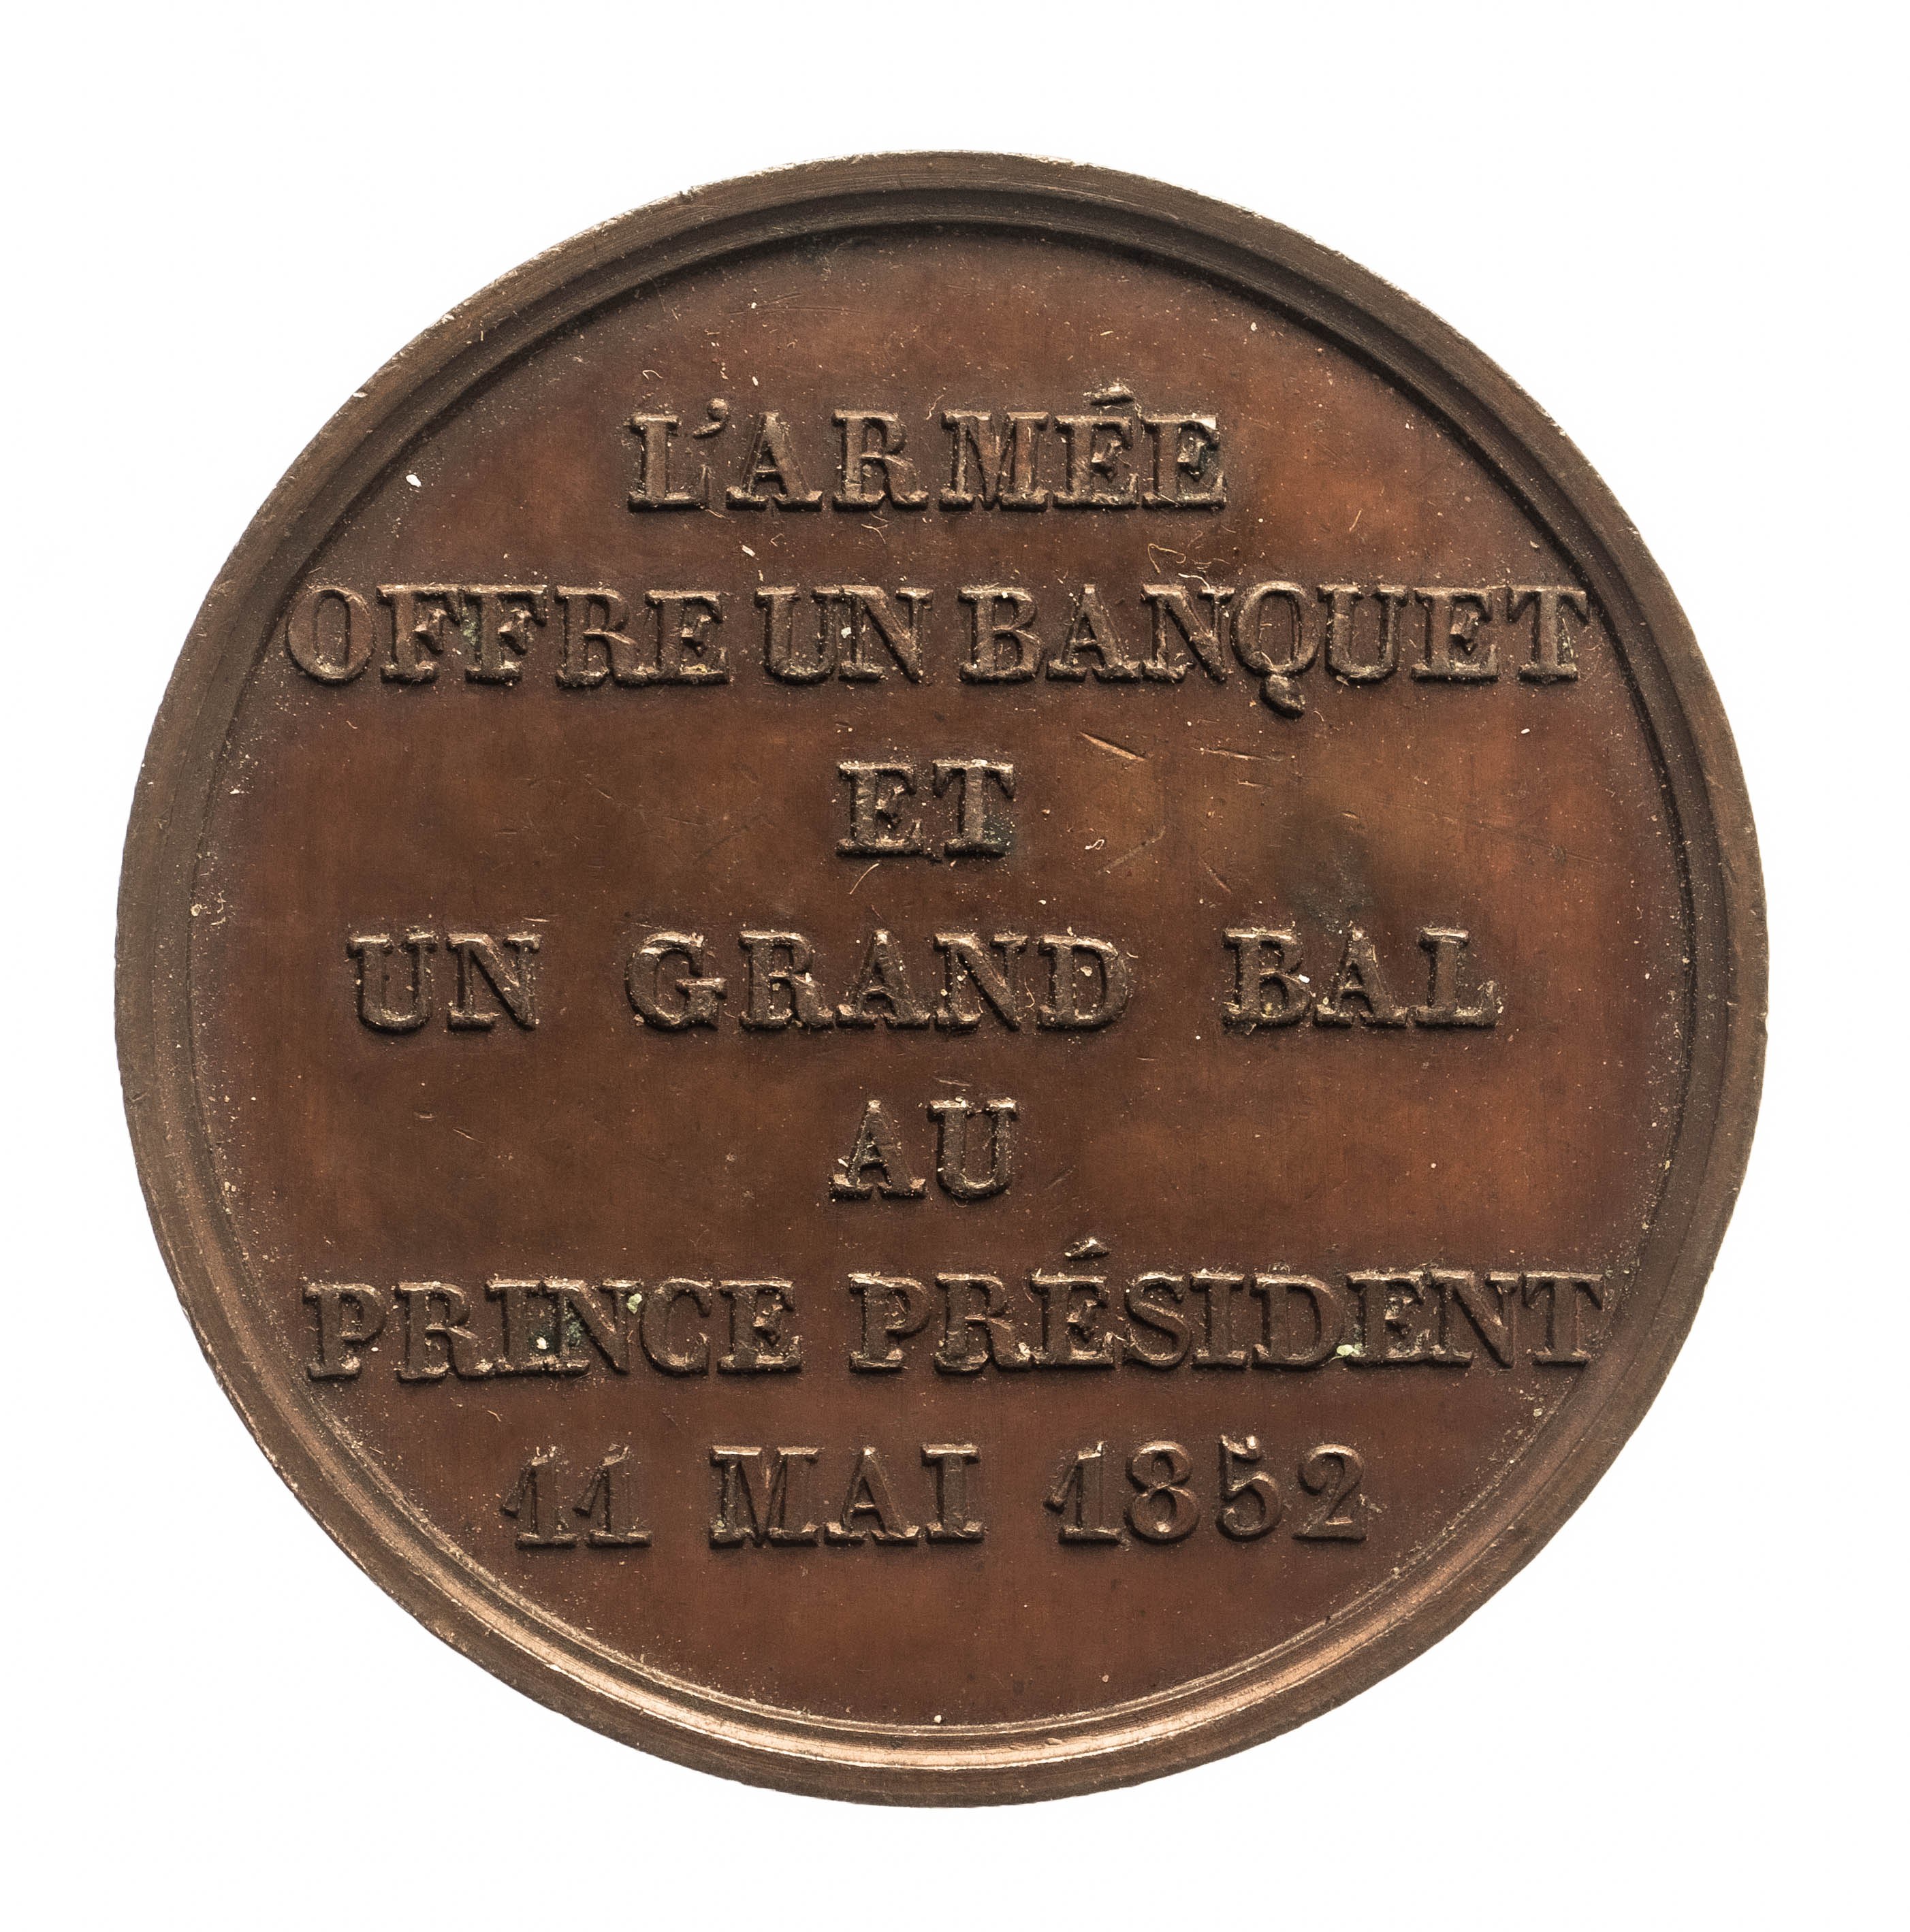 L'ARMÉE
OFFRE UN BANQUET
ET
UN GRAND BAL
AU
PRINCE PRÉSIDENT
11 MAI 1852